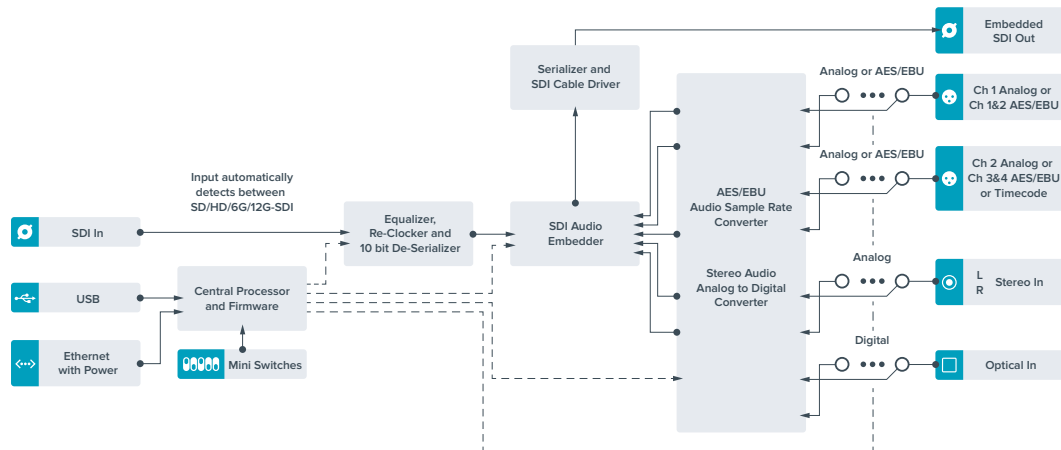 Embedded
SDI Out
Serializer and
SDI Cable Driver
Analog or AES/EBU
Ch 1 Analog or
Ch 1&2 AES/EBU
Analog or AES/EBU
Ch 2 Analog or
Ch 3&4 AES/EBU
or Timecode
Input automatically
detects between
SD/HD/6G/12G-SDI
AES/EBU
Audio Sample Rate
Converter
SDI In
Equalizer,
Re-Clocker and
10 bit De-Serializer
SDI Audio
Embedder
Analog
Stereo Audio
Analog to Digital
Converter
L
R
Stereo In
USB
Central Processor
and Firmware
Digital
Ethernet
with Power
Mini Switches
Optical In